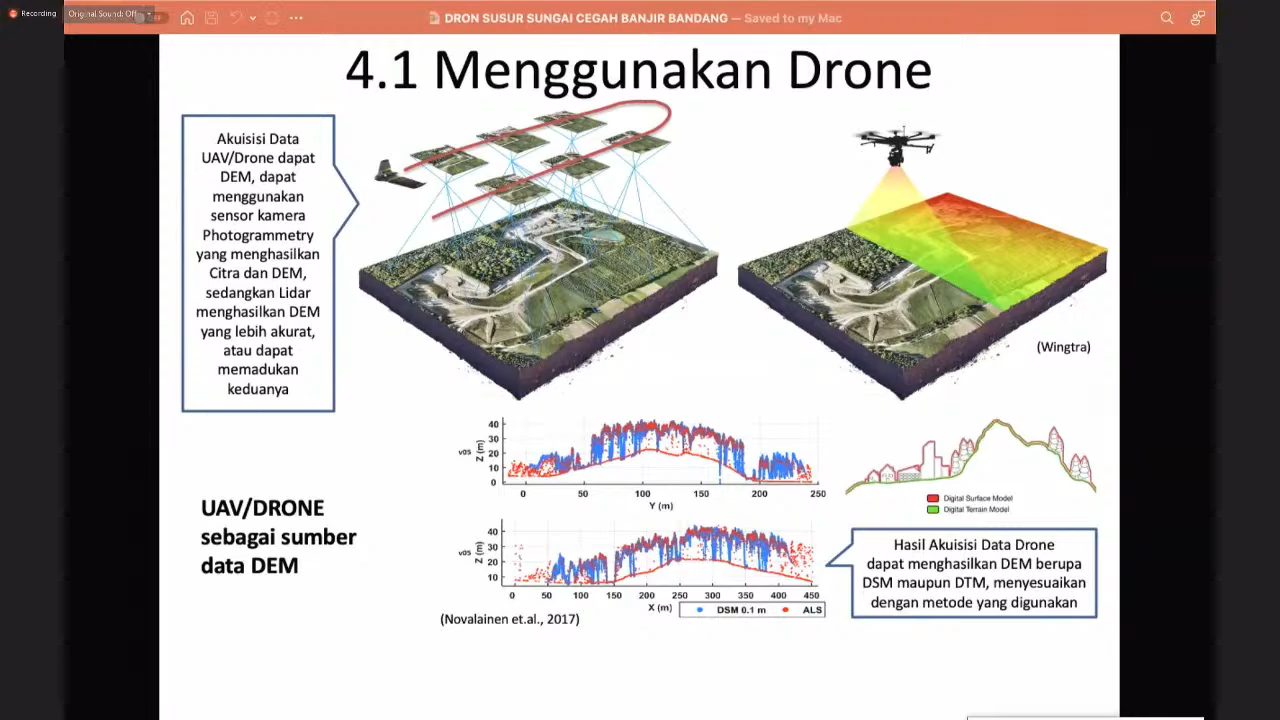 Recording
Original Sound: Off
OFF
DRON SUSUR SUNGAI CEGAH BANJIR BANDANG — Saved to my Mac
4.1 Menggunakan Drone
Akuisisi Data
UAV/Drone dapat
DEM, dapat
menggunakan
sensor kamera
Photogrammetry
yang menghasilkan
Citra dan DEM,
sedangkan Lidar
menghasilkan DEM
yang lebih akurat,
atau dapat
memadukan
keduanya
(Wingtra)
UAV/DRONE
sebagai sumber
data DEM
v05
Z (m)
40
30
20
10
0
0 50 100 150 200 250
Y (m)
v05
Z (m)
40
30
20
10
0 50 100 150 200 250 300 350 400 450
X (m)
DSM 0.1 m ALS
(Novalainen et.al., 2017)
Digital Surface Model
Digital Terrain Model
Hasil Akuisisi Data Drone
dapat menghasilkan DEM berupa
DSM maupun DTM, menyesuaikan
dengan metode yang digunakan